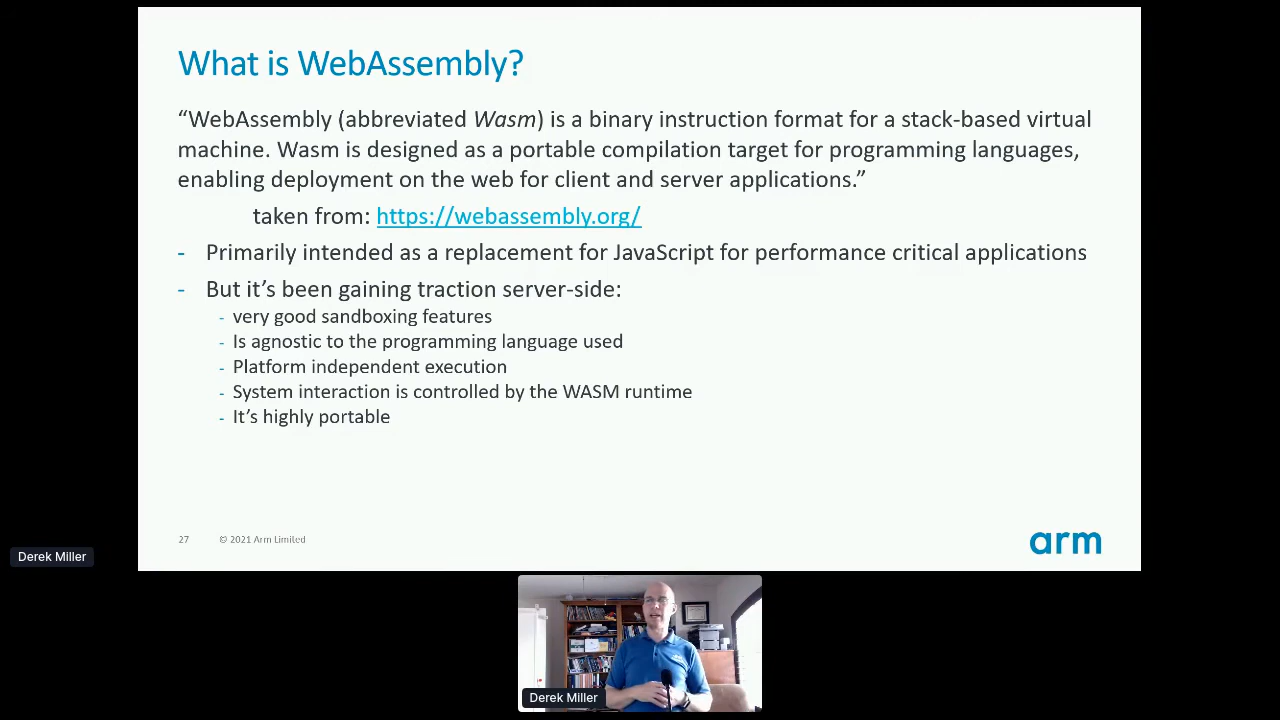 What is WebAssembly?
“WebAssembly (abbreviated Wasm) is a binary instruction format for a stack-based virtual
machine. Wasm is designed as a portable compilation target for programming languages,
enabling deployment on the web for client and server applications.”
taken from: https://webassembly.org/
- Primarily intended as a replacement for JavaScript for performance critical applications
- But it’s been gaining traction server-side:
- very good sandboxing features
- Is agnostic to the programming language used
- Platform independent execution
- System interaction is controlled by the WASM runtime
- It’s highly portable
27 © 2021 Arm Limited
arm
Derek Miller
Derek Miller